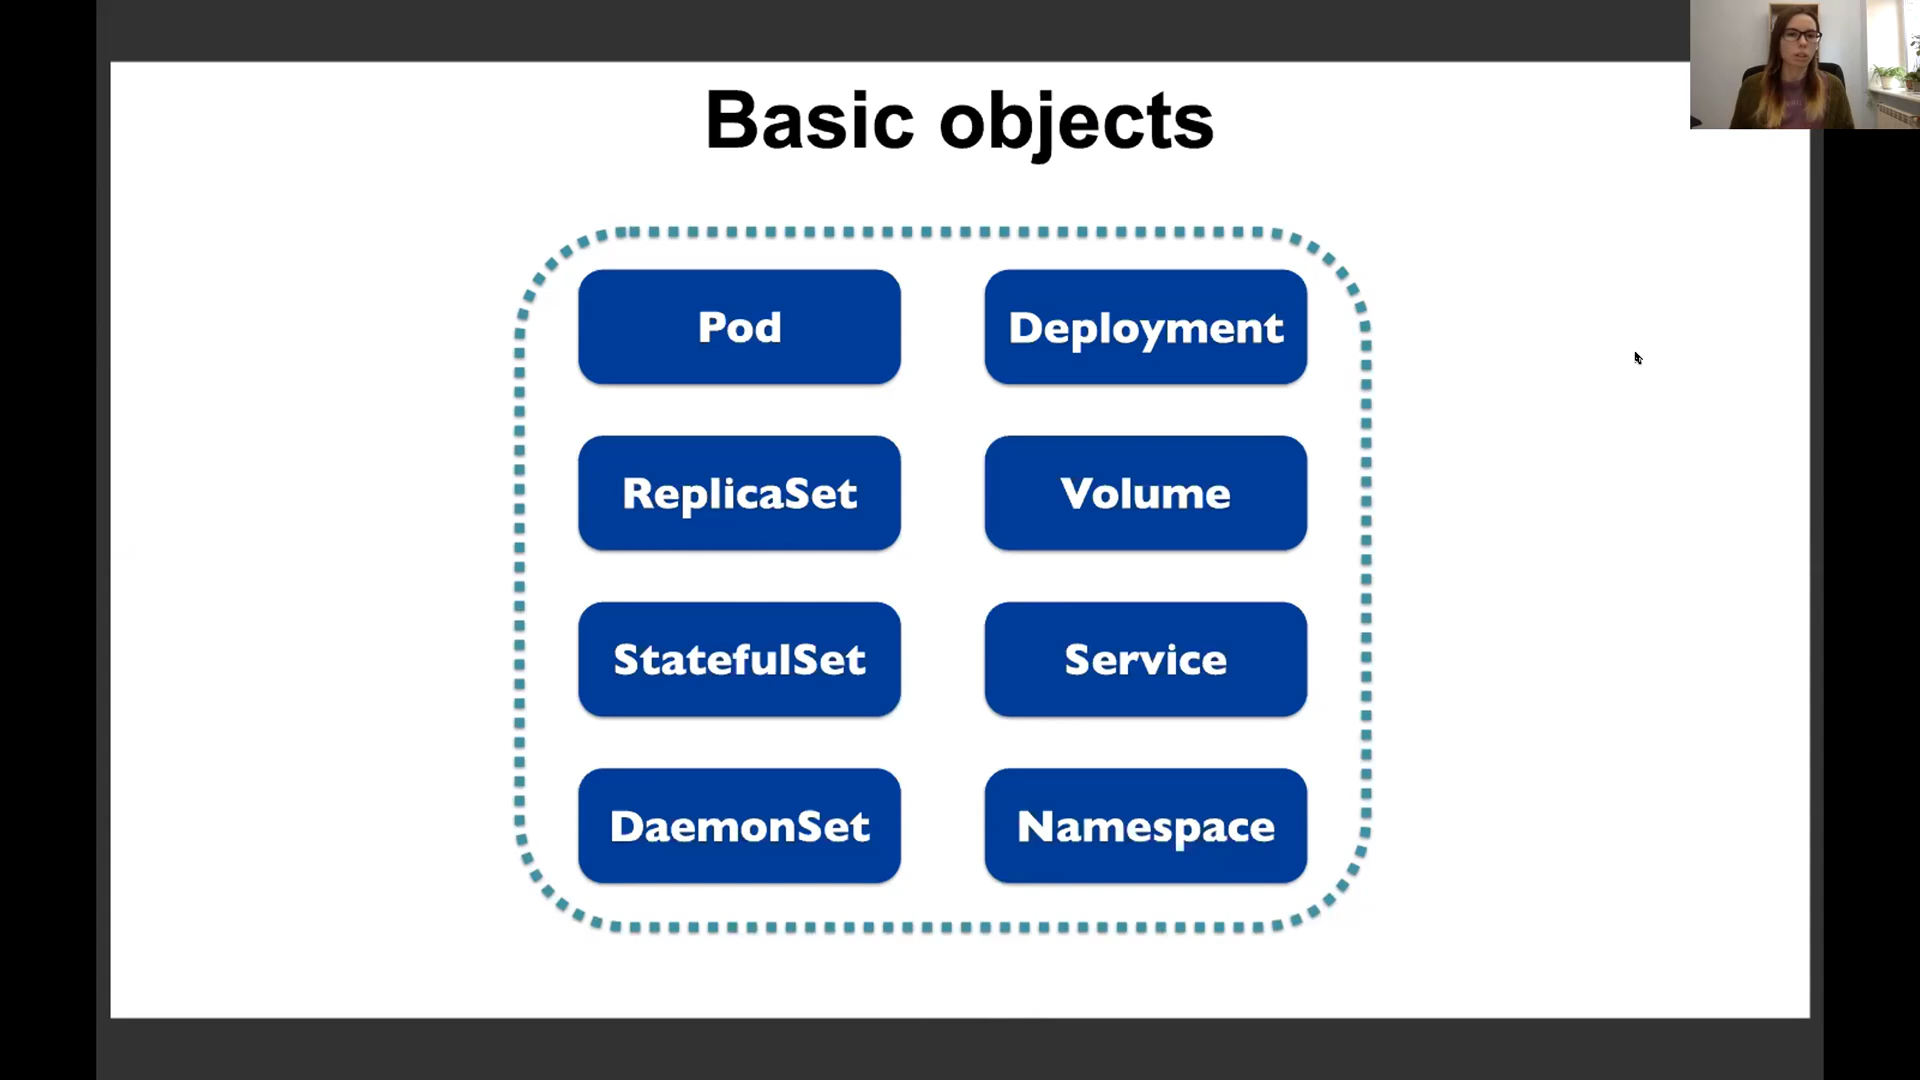 Basic objects
Pod
Deployment
ReplicaSet
Volume
StatefulSet
Service
DaemonSet
Namespace